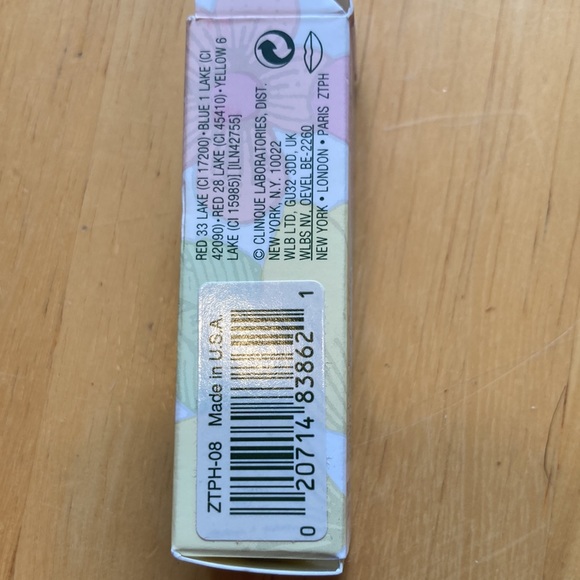 RED 33 LAKE (CI 17200)•BLUE 1 LAKE (CI
42090)•RED 28 LAKE (CI 45410)•YELLOW 6
LAKE (CI 15985)] [ILN42755]
© CLINIQUE LABORATORIES, DIST.
NEW YORK, N.Y. 10022
WLB LTD, GU32 3DD, UK
WLBS NV, OEVEL BE-2260
NEW YORK • LONDON • PARIS ZTPH
ZTPH-08 Made in U.S.A.
0 20714 83862 1